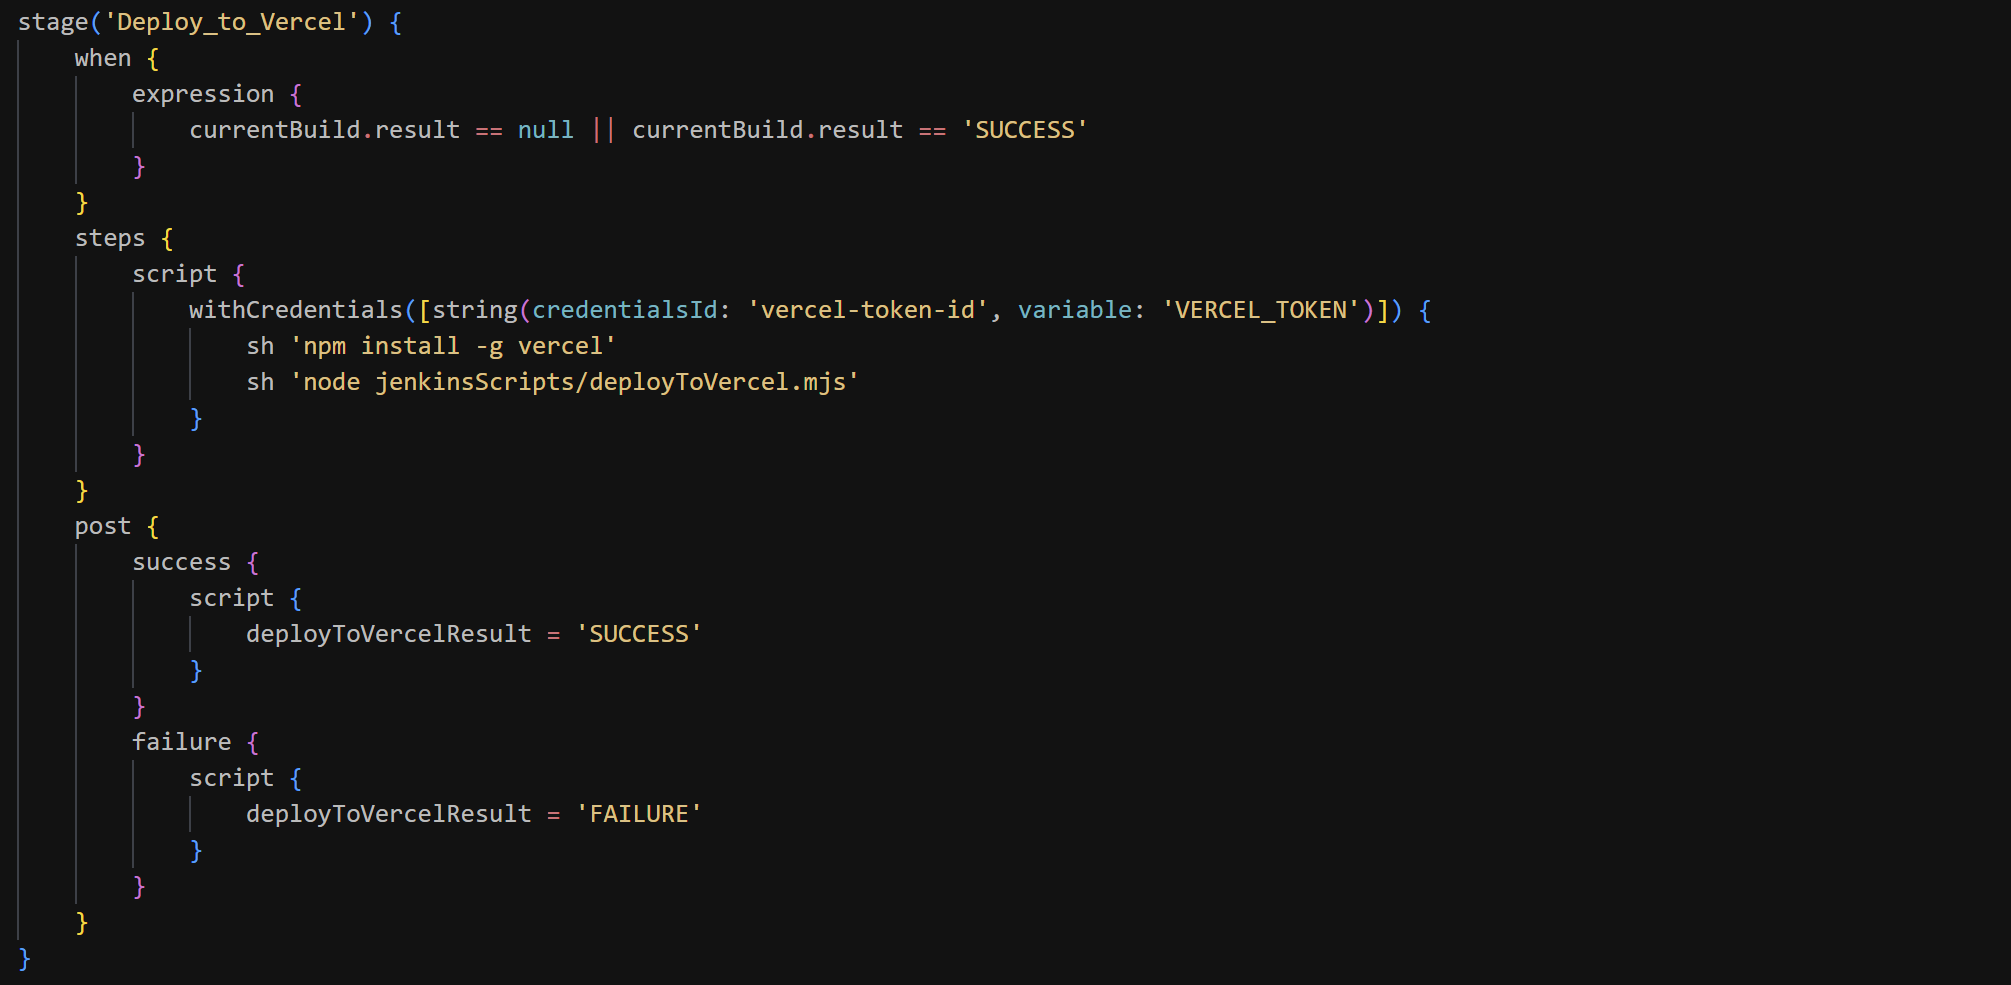 stage('Deploy_to_Vercel') {
    when {
        expression {
            currentBuild.result == null || currentBuild.result == 'SUCCESS'
        }
    }
    steps {
        script {
            withCredentials([string(credentialsId: 'vercel-token-id', variable: 'VERCEL_TOKEN')]) {
                sh 'npm install -g vercel'
                sh 'node jenkinsScripts/deployToVercel.mjs'
            }
        }
    }
    post {
        success {
            script {
                deployToVercelResult = 'SUCCESS'
            }
        }
        failure {
            script {
                deployToVercelResult = 'FAILURE'
            }
        }
    }
}